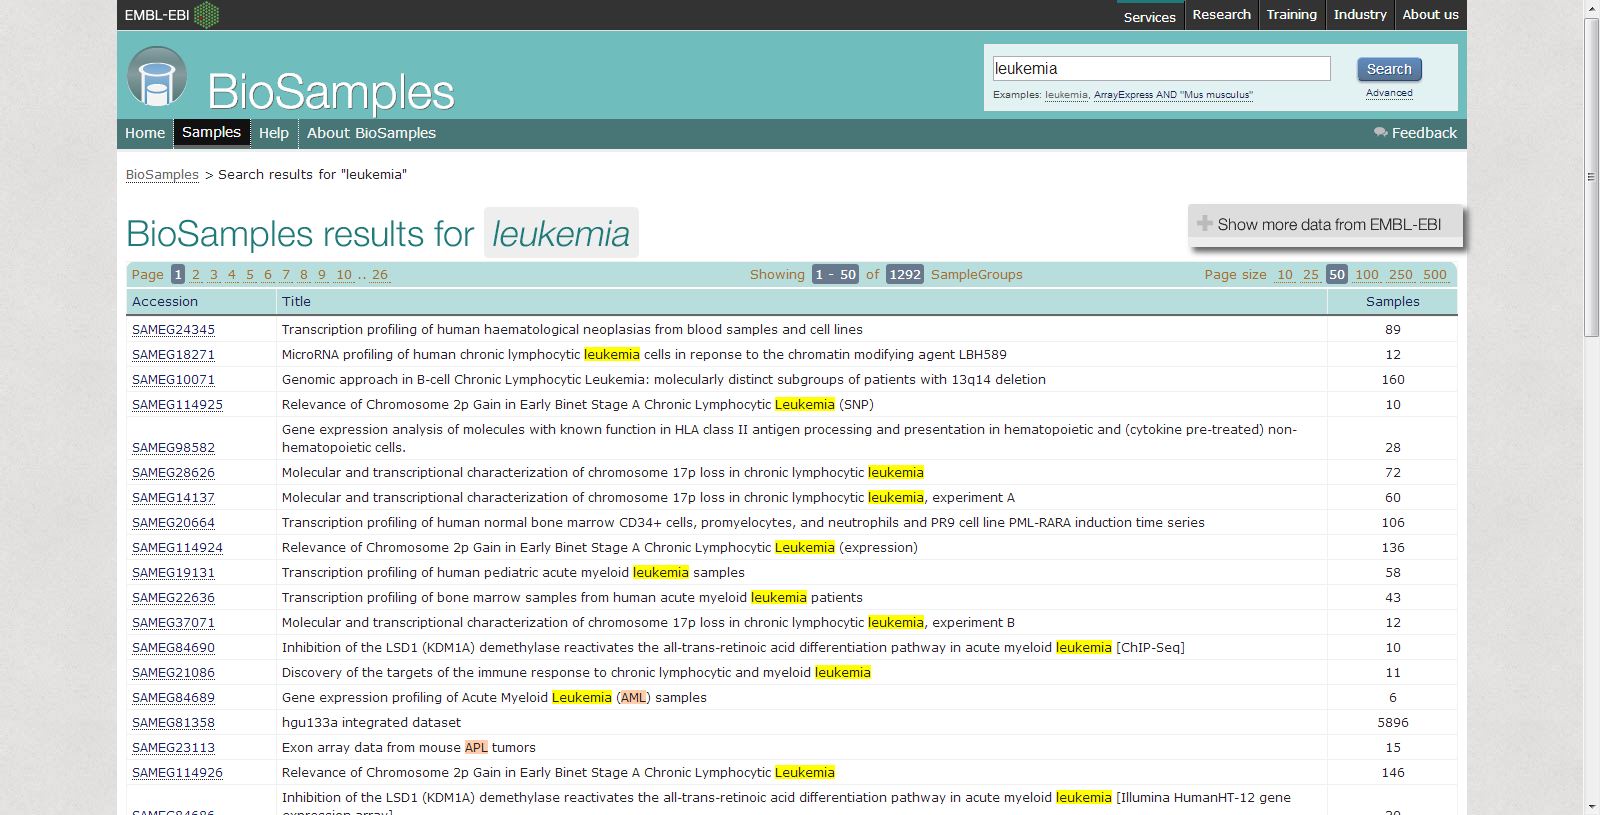 EMBL-EBI Services Research Training Industry About us
BioSamples
leukemia Search
Examples: leukemia, ArrayExpress AND "Mus musculus" Advanced
Home Samples Help About BioSamples Feedback
BioSamples > Search results for "leukemia"
BioSamples results for leukemia
Show more data from EMBL-EBI
Page 1 2 3 4 5 6 7 8 9 10 .. 26 Showing 1 - 50 of 1292 SampleGroups Page size 10 25 50 100 250 500
Accession Title Samples
SAMEG24345 Transcription profiling of human haematological neoplasias from blood samples and cell lines 89
SAMEG18271 MicroRNA profiling of human chronic lymphocytic leukemia cells in reponse to the chromatin modifying agent LBH589 12
SAMEG10071 Genomic approach in B-cell Chronic Lymphocytic Leukemia: molecularly distinct subgroups of patients with 13q14 deletion 160
SAMEG114925 Relevance of Chromosome 2p Gain in Early Binet Stage A Chronic Lymphocytic Leukemia (SNP) 10
Gene expression analysis of molecules with known function in HLA class II antigen processing and presentation in hematopoietic and (cytokine pre-treated) non-
SAMEG98582 hematopoietic cells. 28
SAMEG28626 Molecular and transcriptional characterization of chromosome 17p loss in chronic lymphocytic leukemia 72
SAMEG14137 Molecular and transcriptional characterization of chromosome 17p loss in chronic lymphocytic leukemia, experiment A 60
SAMEG20664 Transcription profiling of human normal bone marrow CD34+ cells, promyelocytes, and neutrophils and PR9 cell line PML-RARA induction time series 106
SAMEG114924 Relevance of Chromosome 2p Gain in Early Binet Stage A Chronic Lymphocytic Leukemia (expression) 136
SAMEG19131 Transcription profiling of human pediatric acute myeloid leukemia samples 58
SAMEG22636 Transcription profiling of bone marrow samples from human acute myeloid leukemia patients 43
SAMEG37071 Molecular and transcriptional characterization of chromosome 17p loss in chronic lymphocytic leukemia, experiment B 12
SAMEG84690 Inhibition of the LSD1 (KDM1A) demethylase reactivates the all-trans-retinoic acid differentiation pathway in acute myeloid leukemia [ChIP-Seq] 10
SAMEG21086 Discovery of the targets of the immune response to chronic lymphocytic and myeloid leukemia 11
SAMEG84689 Gene expression profiling of Acute Myeloid Leukemia (AML) samples 6
SAMEG81358 hgu133a integrated dataset 5896
SAMEG23113 Exon array data from mouse APL tumors 15
SAMEG114926 Relevance of Chromosome 2p Gain in Early Binet Stage A Chronic Lymphocytic Leukemia 146
Inhibition of the LSD1 (KDM1A) demethylase reactivates the all-trans-retinoic acid differentiation pathway in acute myeloid leukemia [Illumina HumanHT-12 gene
expression array]